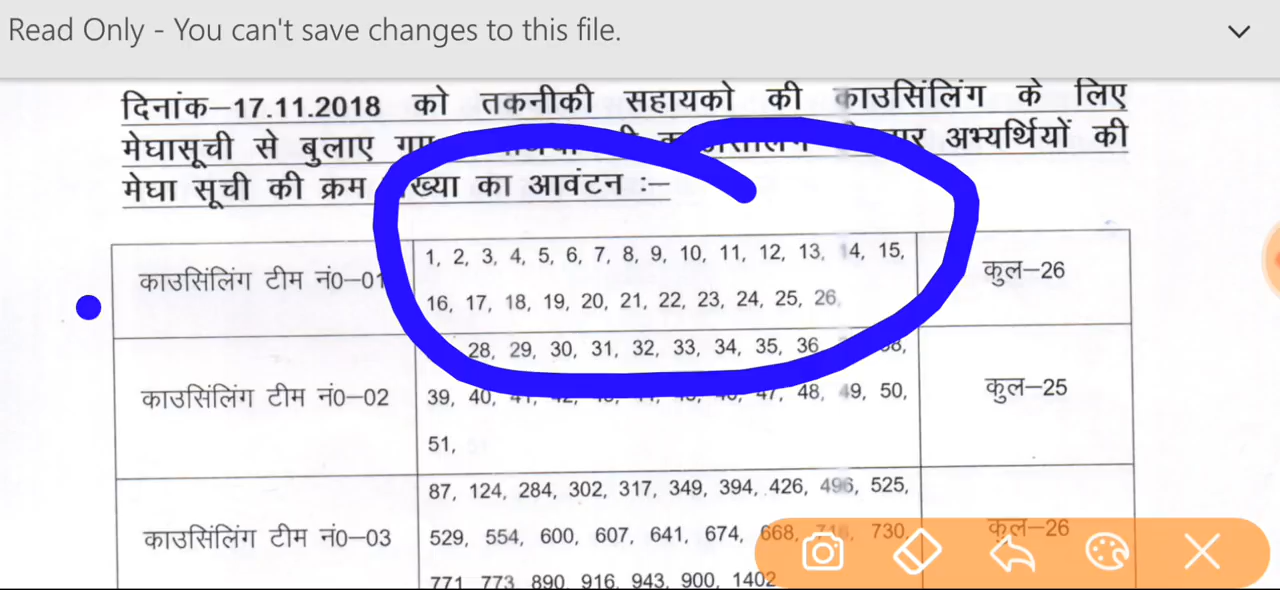 Read Only - You can't save changes to this file.
दिनांक–17.11.2018 को तकनीकी सहायको की काउसिंलिंग के लिए
मेघासूची से बुलाए अभ्यर्थियों की
मेघा सूची की क्रम का आवंटन :–
काउसिंलिंग टीम नं0–01
1, 2, 3, 4, 5, 6, 7, 8, 9, 10, 11, 12, 13, 14, 15,
16, 17, 18, 19, 20, 21, 22, 23, 24, 25, 26
कुल–26
काउसिंलिंग टीम नं0–02
28, 29, 30, 31, 32, 33, 34, 35, 36
39, 40, 47, 48, 49, 50,
51,
कुल–25
काउसिंलिंग टीम नं0–03
87, 124, 284, 302, 317, 349, 394, 426, 496, 525,
529, 554, 600, 607, 641, 674, 668, 716, 730,
771 773 890 916, 943, 900, 1402
कुल–26